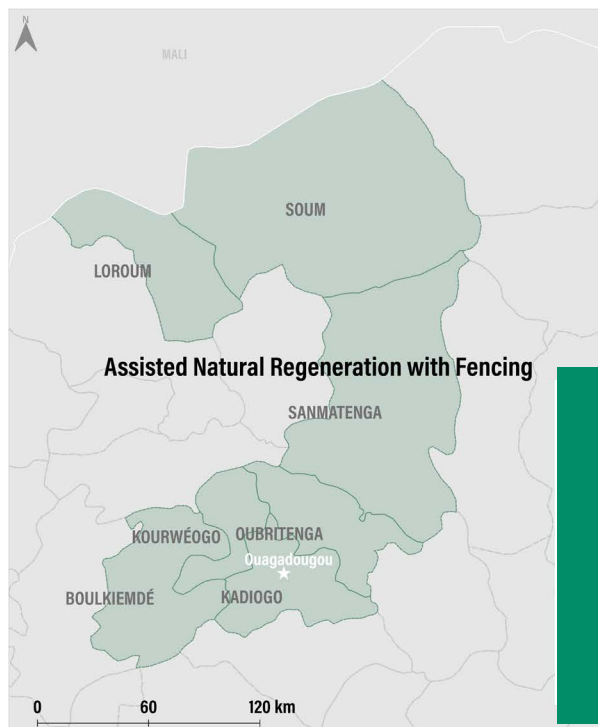 N
MALI
SOUM
LOROUM
Assisted Natural Regeneration with Fencing
SANMATENGA
KOURWÉOGO
OUBRITENGA
Ouagadougou
BOULKIEMDÉ
KADIOGO
0 60 120 km